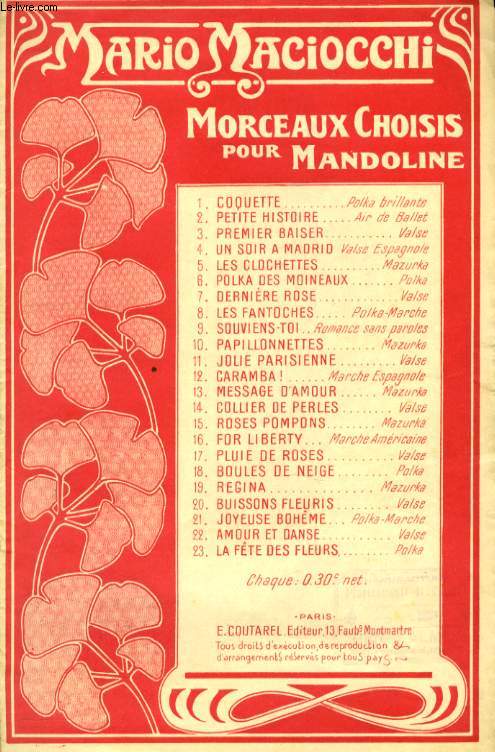 Le-livre.com
MARIO MACIOCCHI
MORCEAUX CHOISIS
POUR MANDOLINE
1. COQUETTE .......... Polka brillante
2. PETITE HISTOIRE ..... Air de Ballet
3. PREMIER BAISER ........... Valse
4. UN SOIR A MADRID Valse Espagnole
5. LES CLOCHETTES .......... Mazurka
6. POLKA DES MOINEAUX ....... Polka
7. DERNIÈRE ROSE ........... Valse
8. LES FANTOCHES ..... Polka-Marche
9. SOUVIENS-TOI .. Romance sans paroles
10. PAPILLONNETTES ......... Mazurka
11. JOLIE PARISIENNE ......... Valse
12. CARAMBA! ...... Marche Espagnole
13. MESSAGE D'AMOUR ...... Mazurka
14. COLLIER DE PERLES ........ Valse
15. ROSES POMPONS ......... Mazurka
16. FOR LIBERTY ... Marche Américaine
17. PLUIE DE ROSES .......... Valse
18. BOULES DE NEIGE ......... Polka
19. REGINA ................ Mazurka
20. BUISSONS FLEURIS ........ Valse
21. JOYEUSE BOHÊME ... Polka-Marche
22. AMOUR ET DANSE .......... Valse
23. LA FÊTE DES FLEURS ........ Polka
Chaque: 0.30c net.
-PARIS-
E. COUTAREL, Editeur, 13, Faubg Montmartre
Tous droits d'exécution, de reproduction &
d'arrangements réservés pour tous pays